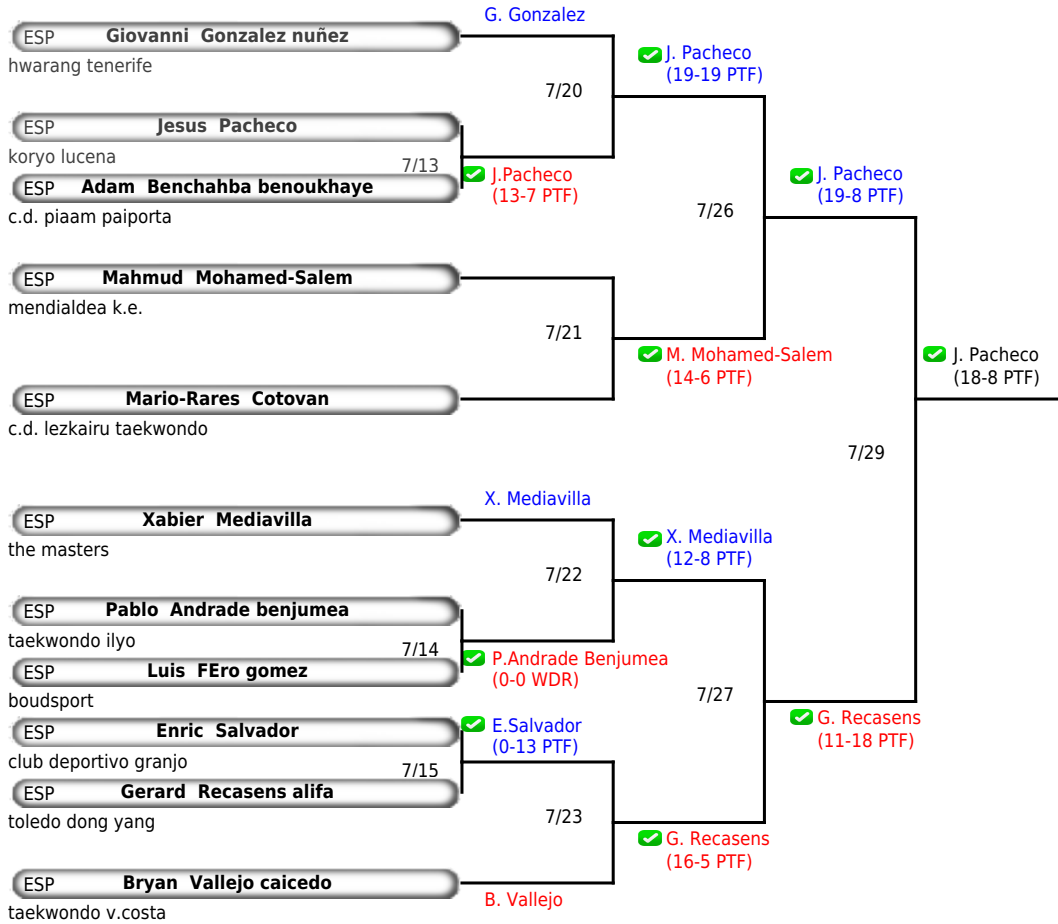 G. Gonzalez
ESP Giovanni Gonzalez nuñez
hwarang tenerife
J. Pacheco
(19-19 PTF)
7/20
ESP Jesus Pacheco
koryo lucena
7/13
ESP Adam Benchahba benoukhaye
c.d. piaam paiporta
J.Pacheco
(13-7 PTF)
J. Pacheco
(19-8 PTF)
7/26
ESP Mahmud Mohamed-Salem
mendialdea k.e.
7/21
M. Mohamed-Salem
(14-6 PTF)
J. Pacheco
(18-8 PTF)
ESP Mario-Rares Cotovan
c.d. lezkairu taekwondo
7/29
X. Mediavilla
ESP Xabier Mediavilla
the masters
X. Mediavilla
(12-8 PTF)
7/22
ESP Pablo Andrade benjumea
taekwondo ilyo
7/14
ESP Luis FEro gomez
boudsport
P.Andrade Benjumea
(0-0 WDR)
7/27
ESP Enric Salvador
club deportivo granjo
E.Salvador
(0-13 PTF)
G. Recasens
(11-18 PTF)
7/15
ESP Gerard Recasens alifa
toledo dong yang
7/23
G. Recasens
(16-5 PTF)
ESP Bryan Vallejo caicedo
taekwondo v.costa
B. Vallejo